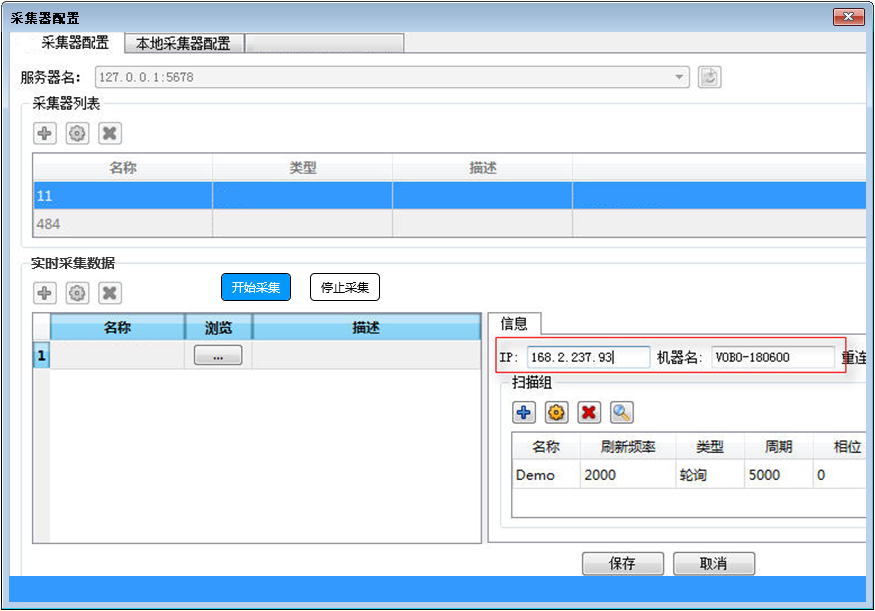 采集器配置
采集器配置 本地采集器配置
服务器名: 127.0.0.1:5678
采集器列表
名称 类型 描述
11
484
实时采集数据
开始采集 停止采集
名称 浏览 描述
1 ...
信息
IP: 168.2.237.93 机器名: VOBO-180600 重连
扫描组
名称 刷新频率 类型 周期 相位
Demo 2000 轮询 5000 0
保存 取消